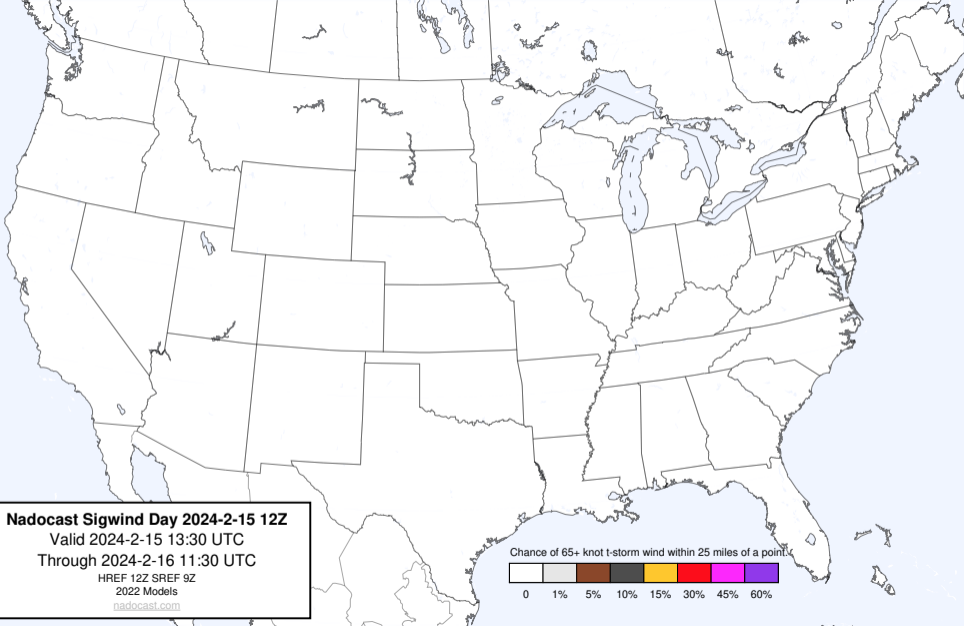 Nadocast Sigwind Day 2024-2-15 12Z
Valid 2024-2-15 13:30 UTC
Through 2024-2-16 11:30 UTC
HREF 12Z SREF 9Z
2022 Models
nadocast.com
Chance of 65+ knot t-storm wind within 25 miles of a point.
0 1% 5% 10% 15% 30% 45% 60%